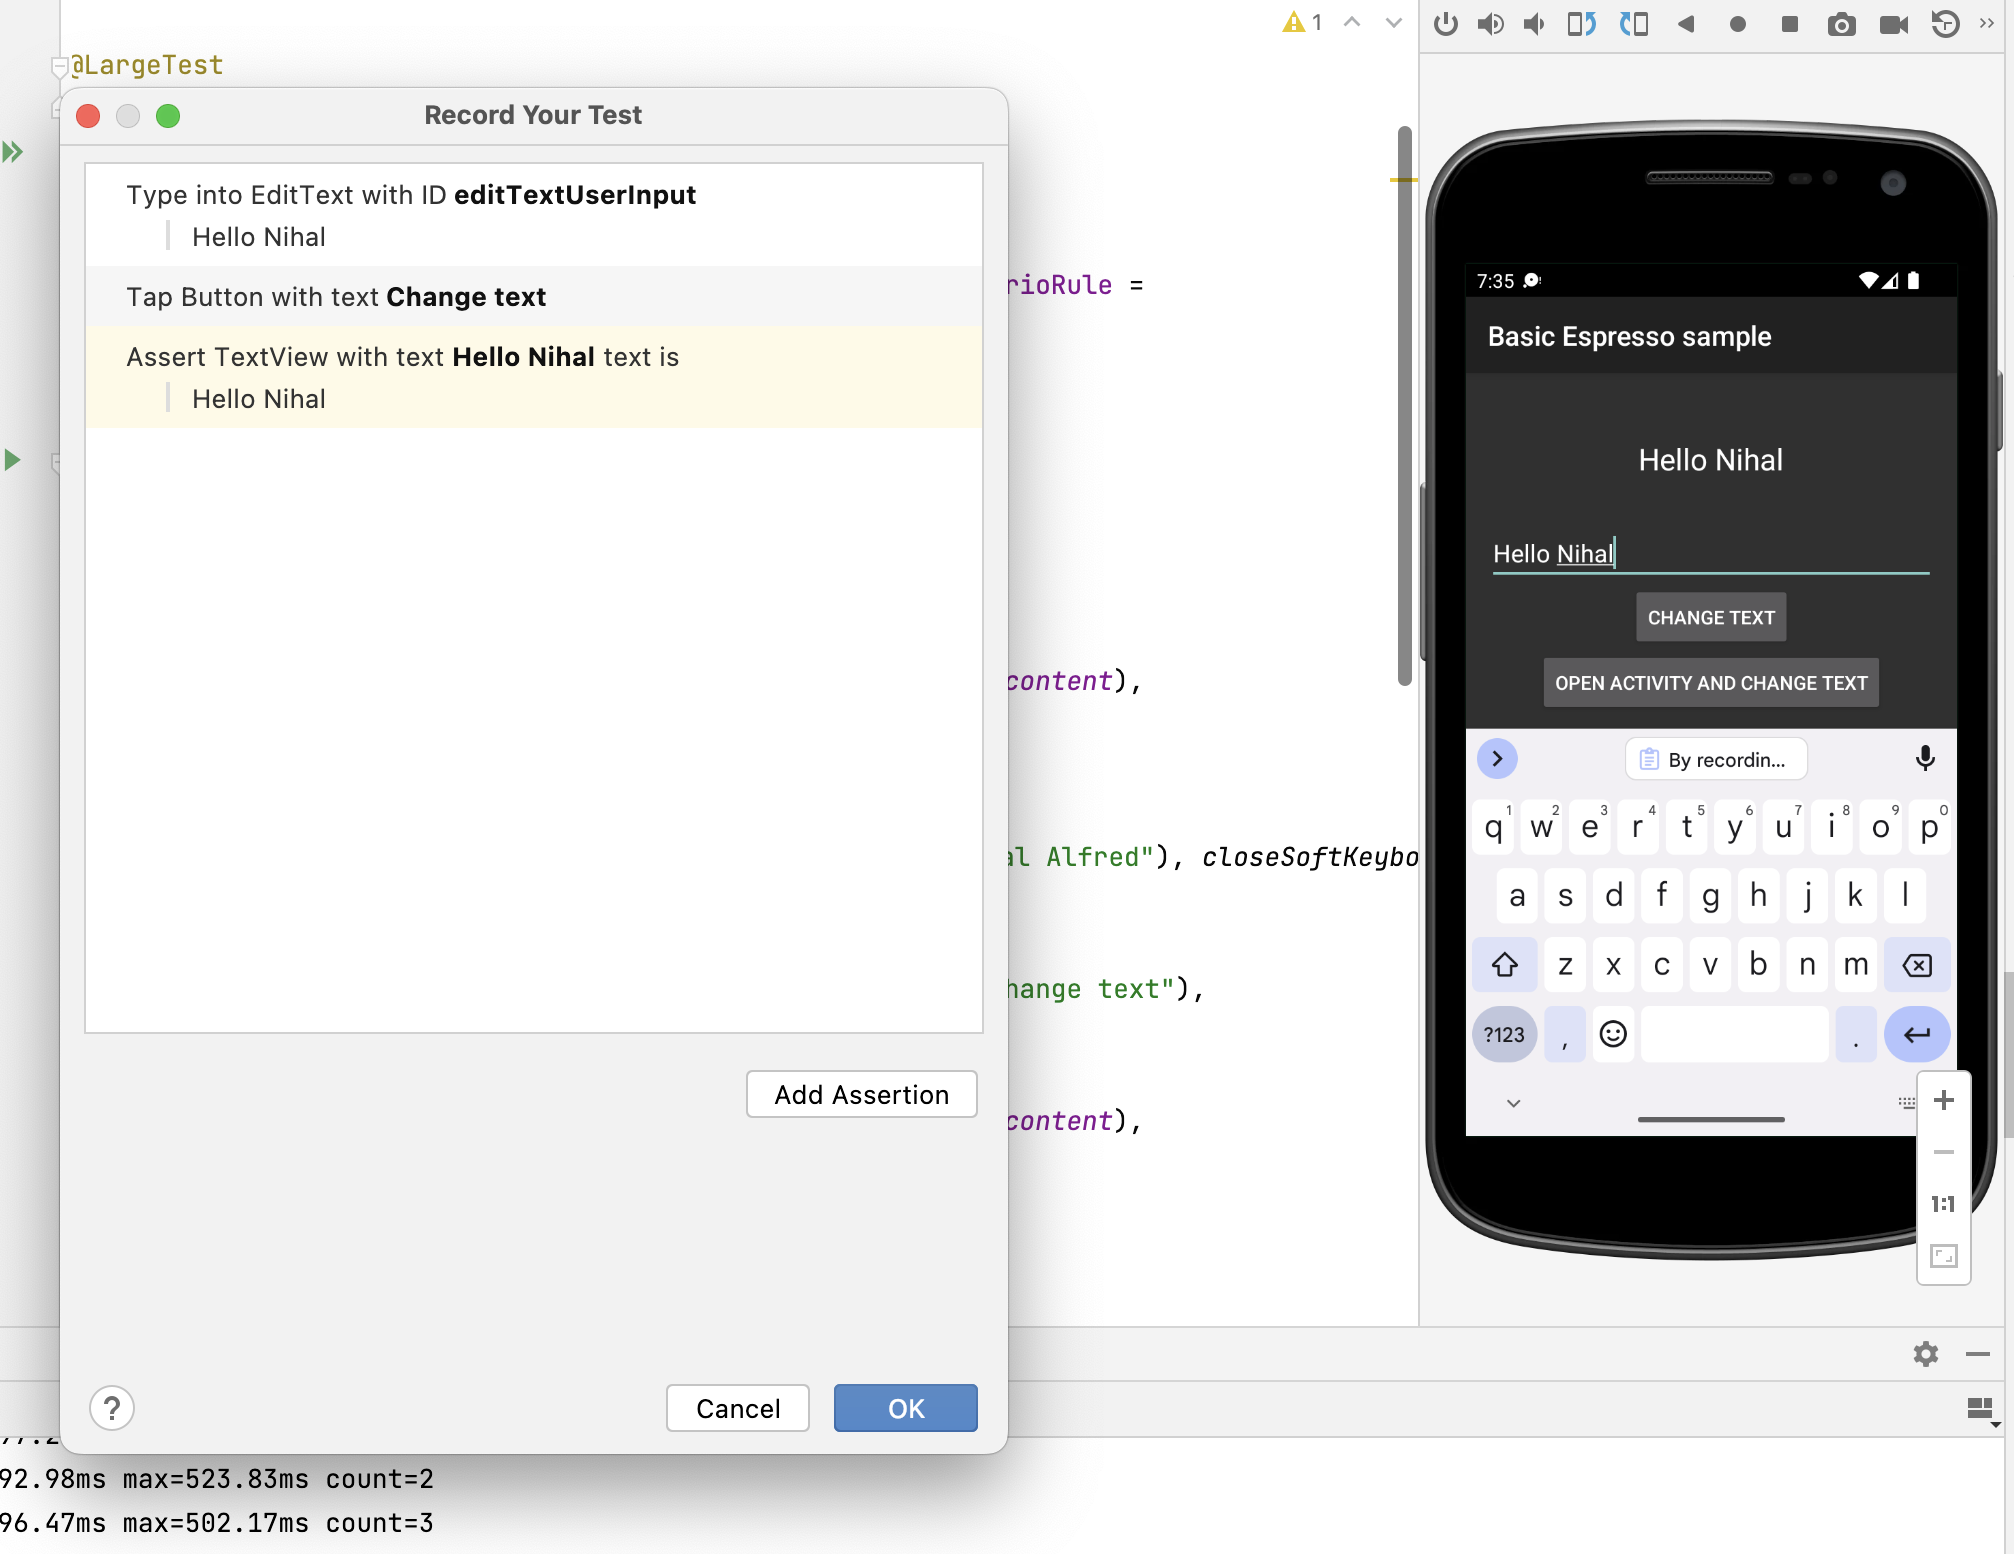 1
@LargeTest
Record Your Test
Type into EditText with ID editTextUserInput
Hello Nihal
Tap Button with text Change text
Assert TextView with text Hello Nihal text is
Hello Nihal
Add Assertion
?
Cancel
OK
rioRule =
content),
al Alfred"), closeSoftKeybo
hange text"),
content),
92.98ms max=523.83ms count=2
96.47ms max=502.17ms count=3
7:35
Basic Espresso sample
Hello Nihal
Hello Nihal
CHANGE TEXT
OPEN ACTIVITY AND CHANGE TEXT
By recordin...
1 2 3 4 5 6 7 8 9 0
q w e r t y u i o p
a s d f g h j k l
z x c v b n m
?123 , .
1:1